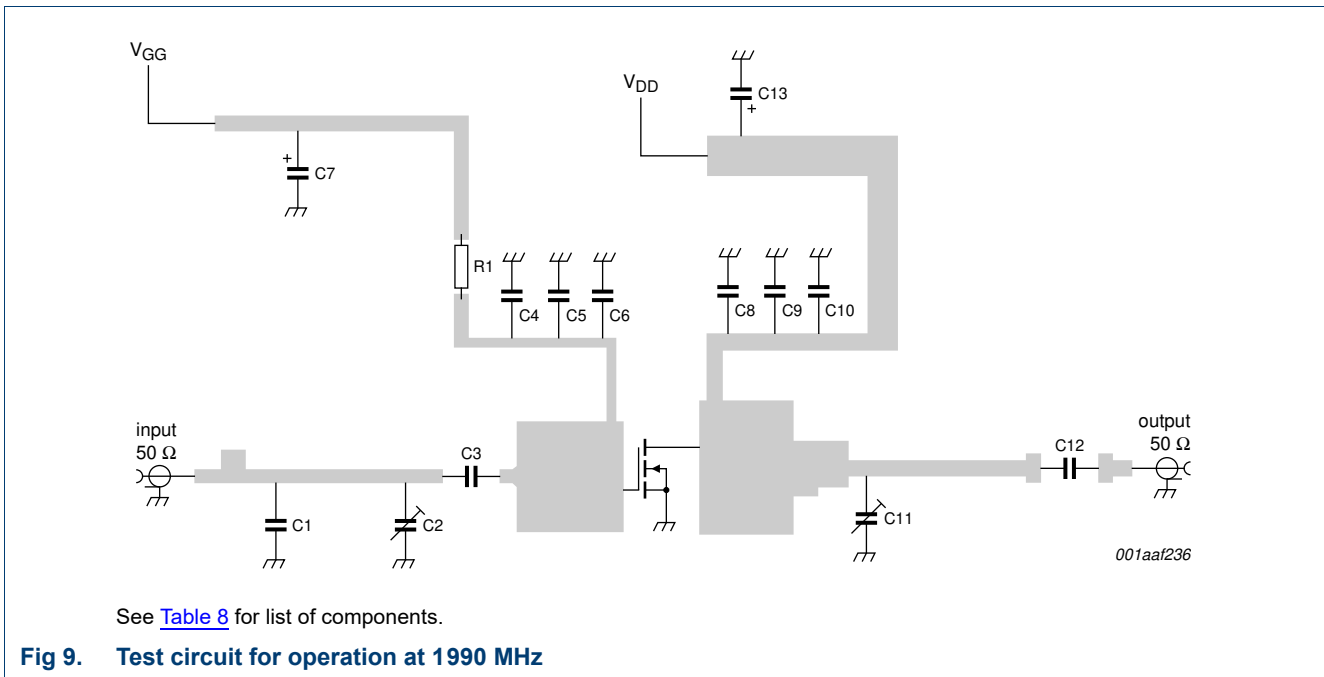 VGG
VDD
C13
+
+
C7
R1
C4
C5
C6
C8
C9
C10
input
50 Ω
C3
output
50 Ω
C12
C1
C2
C11
001aaf236
See Table 8 for list of components.
Fig 9. Test circuit for operation at 1990 MHz